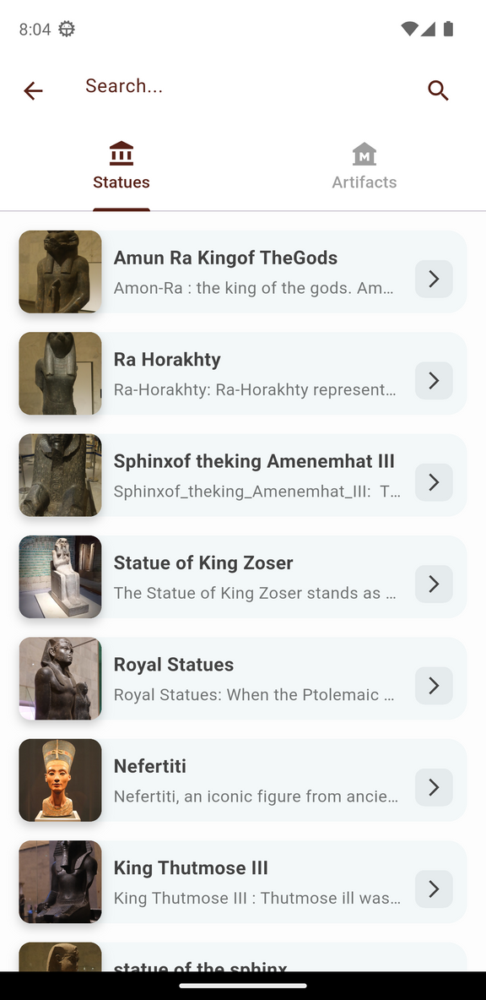 8:04
Search...
Statues
Artifacts
Amun Ra Kingof TheGods
Amon-Ra : the king of the gods. Am...
Ra Horakhty
Ra-Horakhty: Ra-Horakhty represent...
Sphinxof theking Amenemhat III
Sphinxof_theking_Amenemhat_III:  T...
Statue of King Zoser
The Statue of King Zoser stands as ...
Royal Statues
Royal Statues: When the Ptolemaic ...
Nefertiti
Nefertiti, an iconic figure from ancie...
King Thutmose III
King Thutmose III : Thutmose ill was...
statue of the sphinx